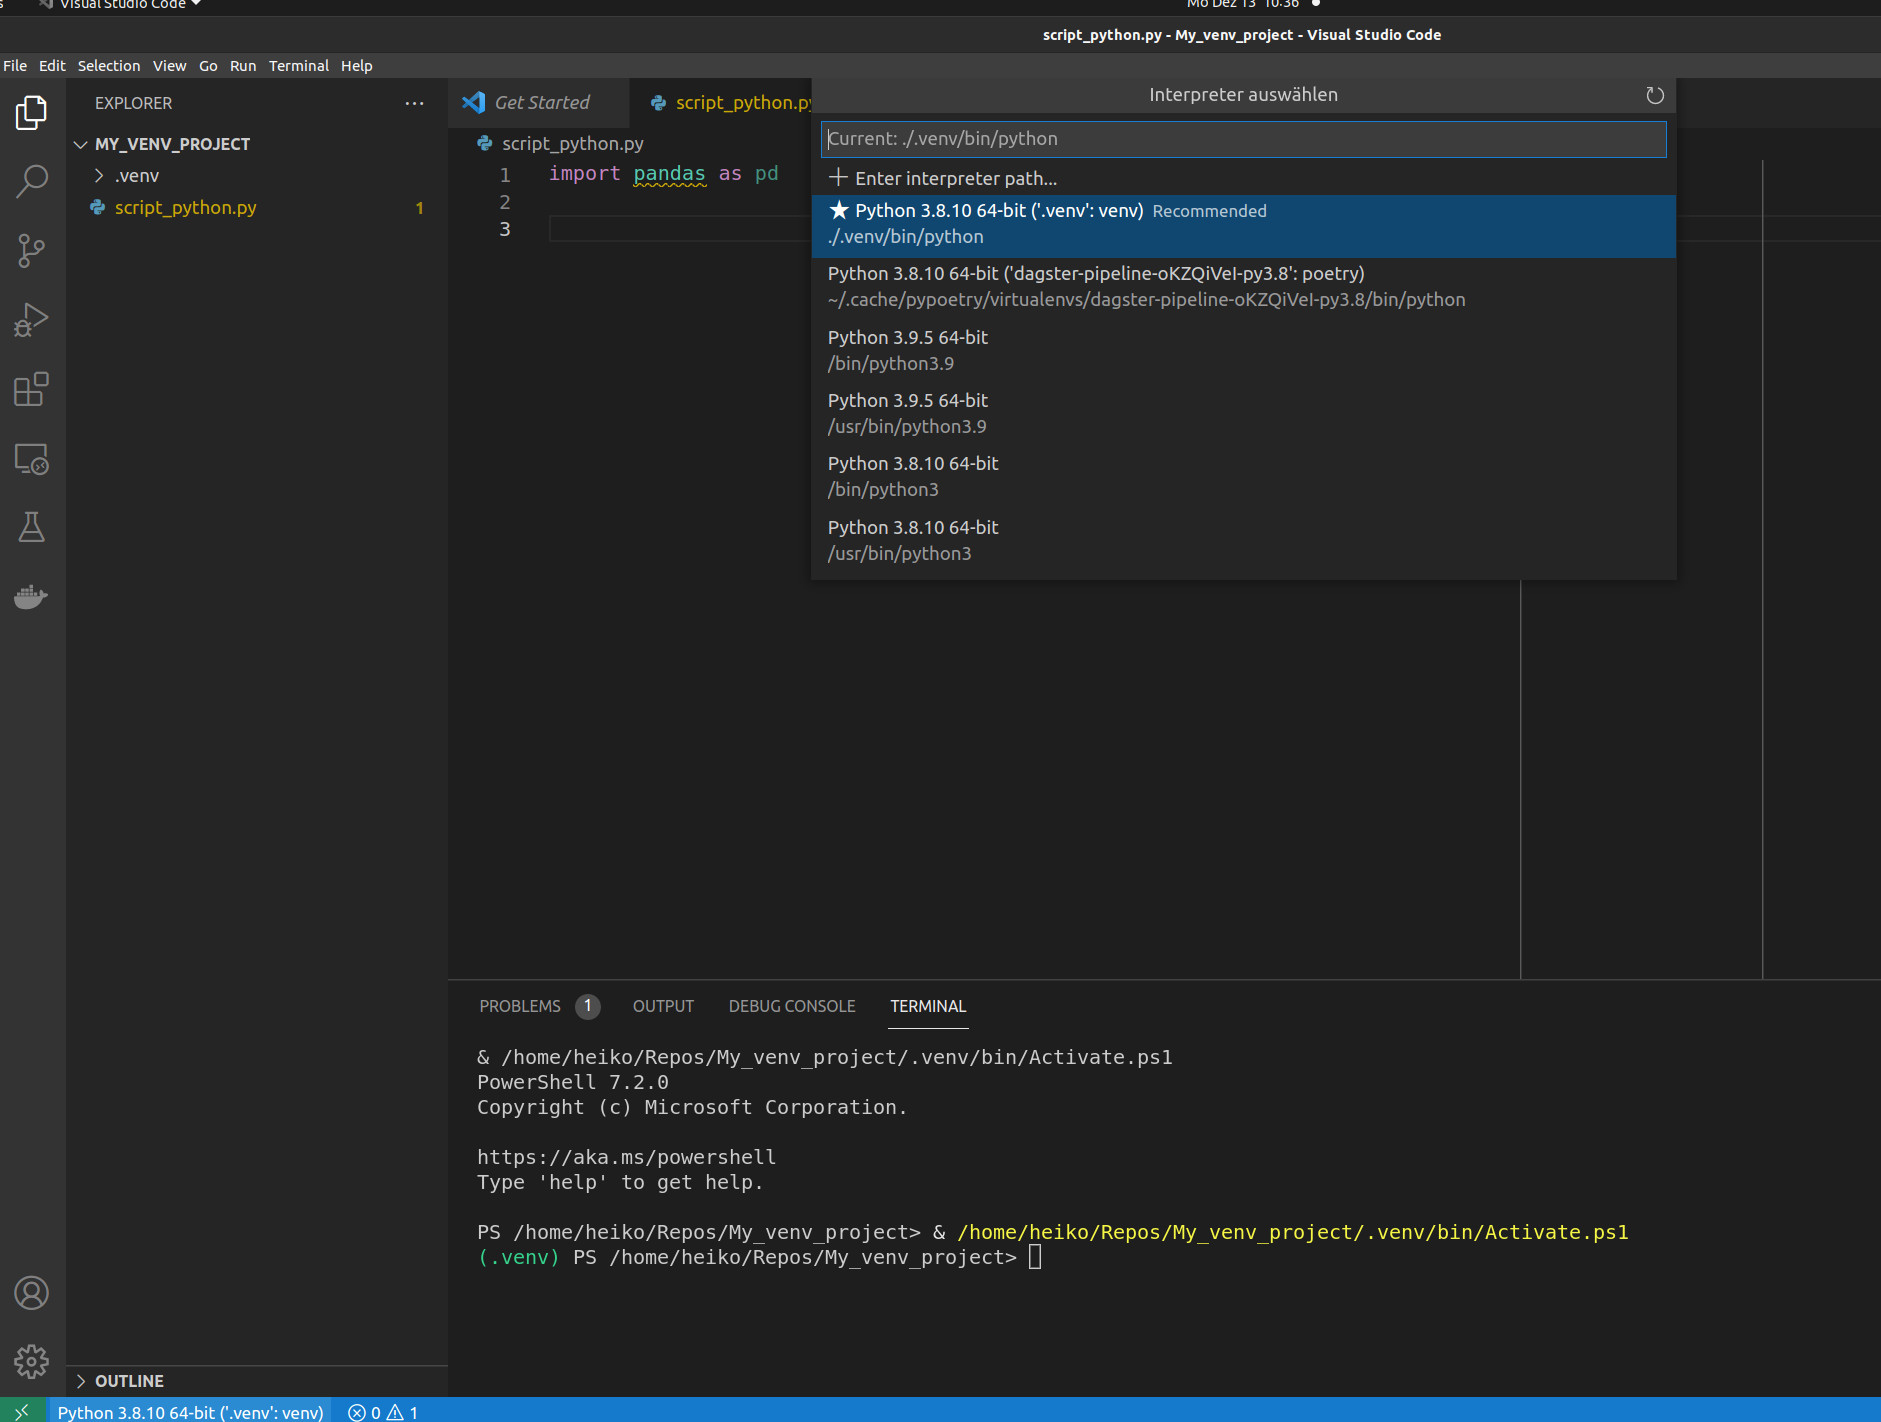 Visual Studio Code
Mo Dez 13 10:36
script_python.py - My_venv_project - Visual Studio Code
File Edit Selection View Go Run Terminal Help
EXPLORER
MY_VENV_PROJECT
.venv
script_python.py 1
Get Started
script_python.py
script_python.py
1 import pandas as pd
2
3
Interpreter auswählen
Current: ./.venv/bin/python
Enter interpreter path...
Python 3.8.10 64-bit ('.venv': venv) Recommended
./.venv/bin/python
Python 3.8.10 64-bit ('dagster-pipeline-oKZQiVeI-py3.8': poetry)
~/.cache/pypoetry/virtualenvs/dagster-pipeline-oKZQiVeI-py3.8/bin/python
Python 3.9.5 64-bit
/bin/python3.9
Python 3.9.5 64-bit
/usr/bin/python3.9
Python 3.8.10 64-bit
/bin/python3
Python 3.8.10 64-bit
/usr/bin/python3
PROBLEMS 1 OUTPUT DEBUG CONSOLE TERMINAL
& /home/heiko/Repos/My_venv_project/.venv/bin/Activate.ps1
PowerShell 7.2.0
Copyright (c) Microsoft Corporation.
https://aka.ms/powershell
Type 'help' to get help.
PS /home/heiko/Repos/My_venv_project> & /home/heiko/Repos/My_venv_project/.venv/bin/Activate.ps1
(.venv) PS /home/heiko/Repos/My_venv_project>
OUTLINE
Python 3.8.10 64-bit ('.venv': venv) 0 1